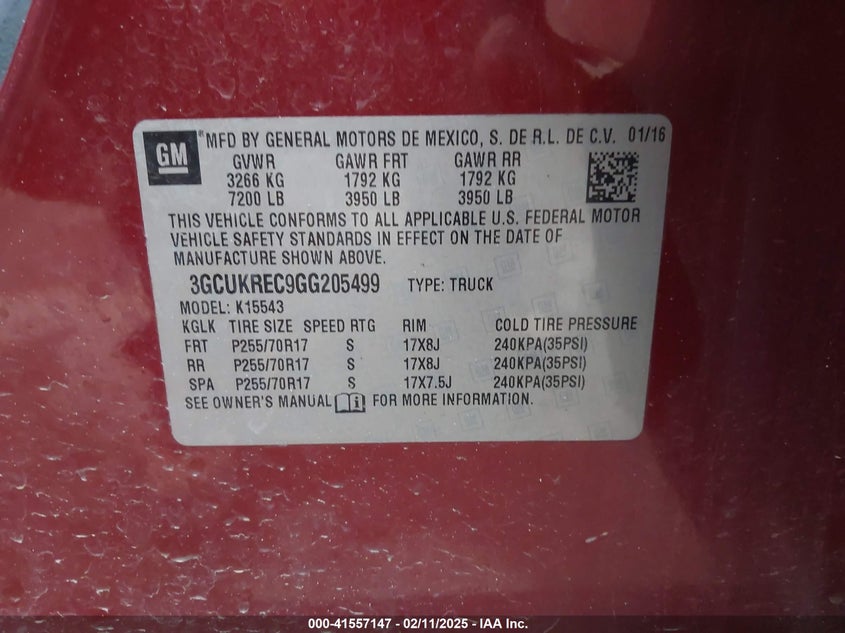 GM ® MFD BY GENERAL MOTORS DE MEXICO, S. DE R.L. DE C.V. 01/16
GVWR GAWR FRT GAWR RR
3266 KG 1792 KG 1792 KG
7200 LB 3950 LB 3950 LB
THIS VEHICLE CONFORMS TO ALL APPLICABLE U.S. FEDERAL MOTOR
VEHICLE SAFETY STANDARDS IN EFFECT ON THE DATE OF
MANUFACTURE SHOWN ABOVE.
3GCUKREC9GG205499 TYPE: TRUCK
MODEL: K15543
KGLK TIRE SIZE SPEED RTG RIM COLD TIRE PRESSURE
FRT P255/70R17 S 17X8J 240KPA(35PSI)
RR P255/70R17 S 17X8J 240KPA(35PSI)
SPA P255/70R17 S 17X7.5J 240KPA(35PSI)
SEE OWNER'S MANUAL FOR MORE INFORMATION.
000-41557147 - 02/11/2025 - IAA Inc.